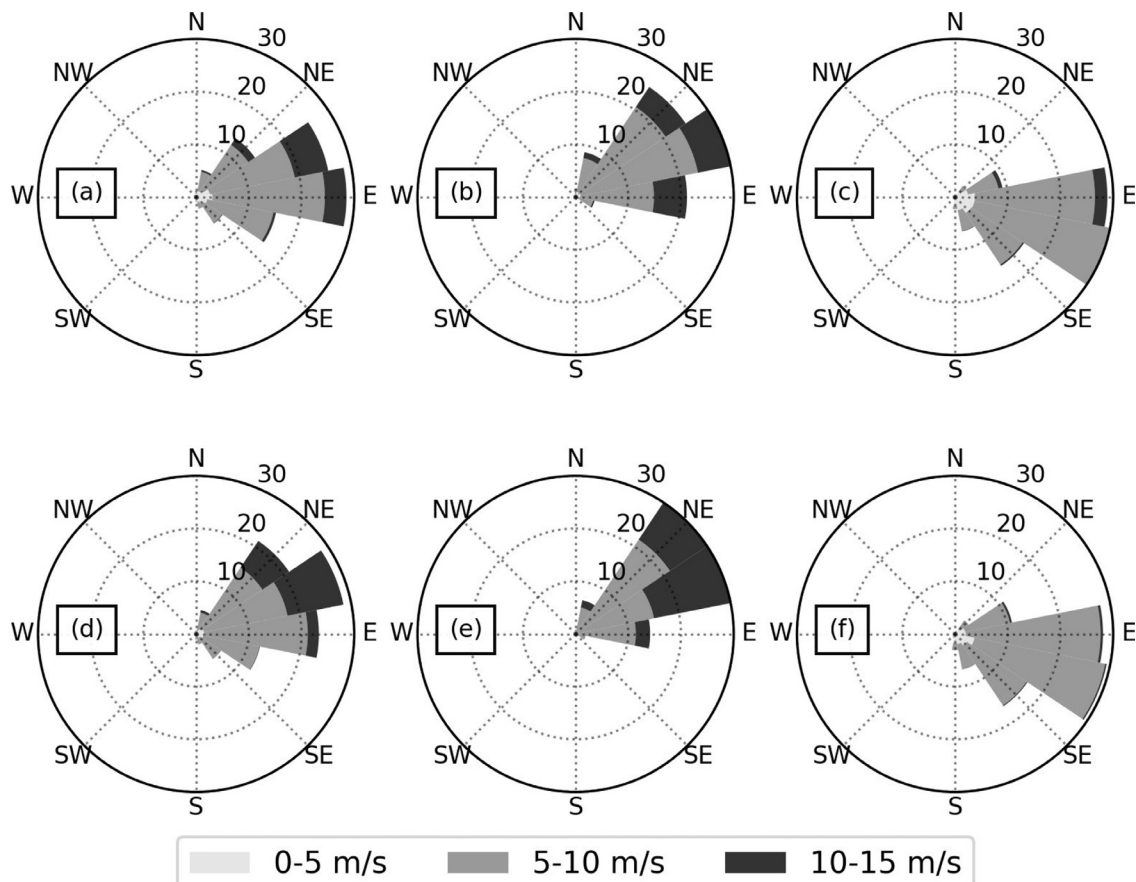 N N N
NW 30 NE NW 30 NE NW 30 NE
20 20 20
10 10 10
W (a) E W (b) E W (c) E
SW SE SW SE SW SE
S S S
N N N
NW 30 NE NW 30 NE NW 30 NE
20 20 20
10 10 10
W (d) E W (e) E W (f) E
SW SE SW SE SW SE
S S S
0-5 m/s 5-10 m/s 10-15 m/s